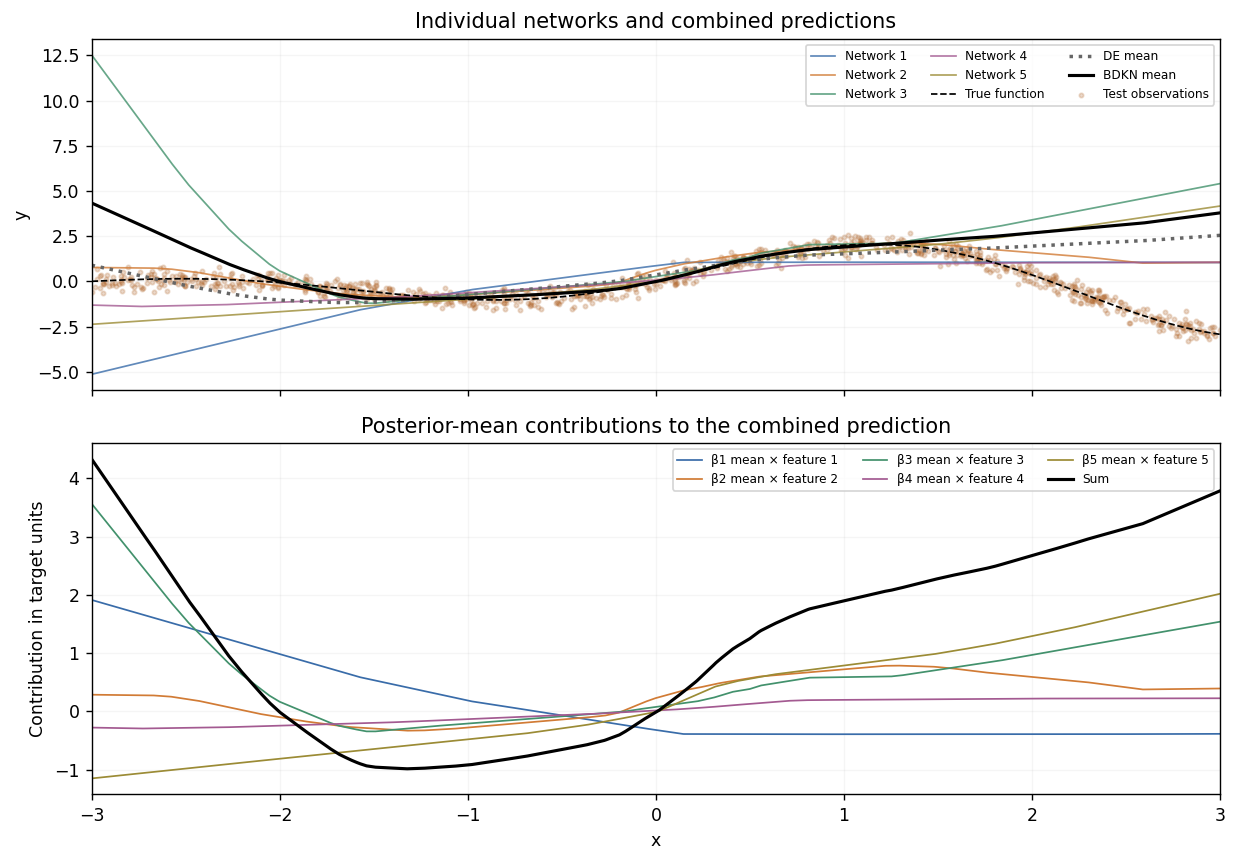 Individual networks and combined predictions
12.5
10.0
7.5
5.0
2.5
0.0
−2.5
−5.0
y
Network 1
Network 2
Network 3
Network 4
Network 5
True function
DE mean
BDKN mean
Test observations
Posterior-mean contributions to the combined prediction
4
3
2
1
0
−1
Contribution in target units
β1 mean × feature 1
β2 mean × feature 2
β3 mean × feature 3
β4 mean × feature 4
β5 mean × feature 5
Sum
−3 −2 −1 0 1 2 3
x